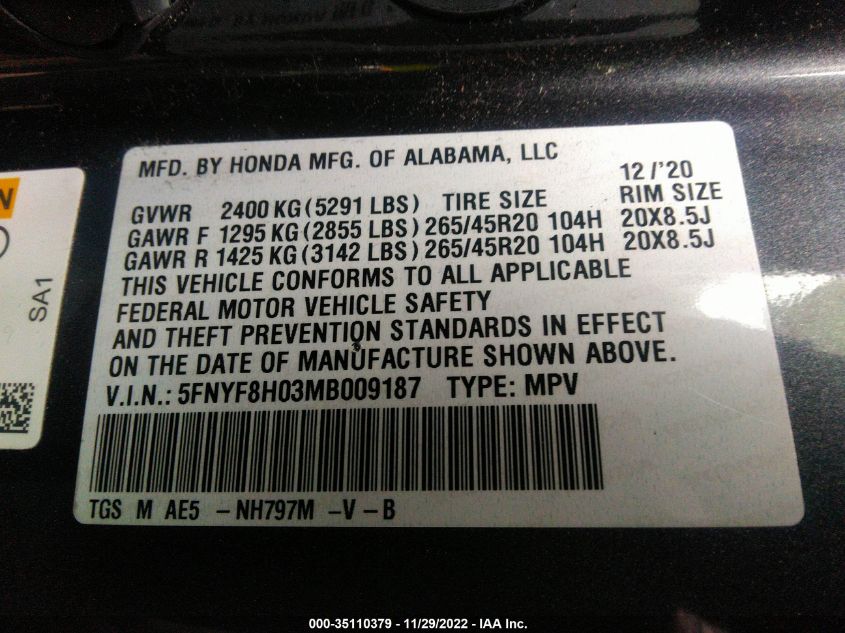 MFD. BY HONDA MFG. OF ALABAMA, LLC
12 /'20
GVWR 2400 KG (5291 LBS) TIRE SIZE RIM SIZE
GAWR F 1295 KG (2855 LBS) 265/45R20 104H 20X8.5J
GAWR R 1425 KG (3142 LBS) 265/45R20 104H 20X8.5J
THIS VEHICLE CONFORMS TO ALL APPLICABLE
FEDERAL MOTOR VEHICLE SAFETY
AND THEFT PREVENTION STANDARDS IN EFFECT
ON THE DATE OF MANUFACTURE SHOWN ABOVE.
V.I.N.: 5FNYF8H03MB009187 TYPE: MPV
TGS M AE5 – NH797M – V – B
N
SA1
000-35110379 - 11/29/2022 - IAA Inc.